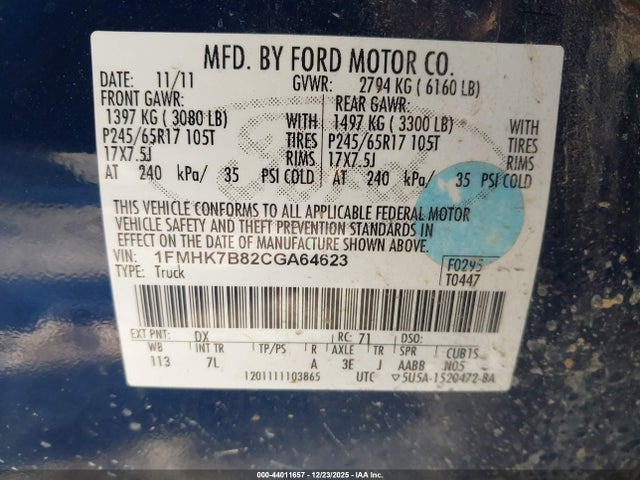 MFD. BY FORD MOTOR CO.
DATE: 11/11 GVWR: 2794 KG ( 6160 LB)
FRONT GAWR: REAR GAWR:
1397 KG ( 3080 LB) WITH 1497 KG ( 3300 LB) WITH
P245/65R17 105T TIRES P245/65R17 105T TIRES
17X7.5J RIMS 17X7.5J RIMS
AT 240 kPa/ 35 PSI COLD AT 240 kPa/ 35 PSI COLD
THIS VEHICLE CONFORMS TO ALL APPLICABLE FEDERAL MOTOR
VEHICLE SAFETY AND THEFT PREVENTION STANDARDS IN
EFFECT ON THE DATE OF MANUFACTURE SHOWN ABOVE.
VIN: 1FMHK7B82CGA64623 F0295
TYPE: Truck T0447
EXT PNT: DX RC: 71 DSO:
WB INT TR TP/PS R AXLE TR SPR CUB1S
113 7L A 3E J AABB N05
1201111103865 UTC ▽5U5A-1520472-BA
000-44011657 - 12/23/2025 - IAAI.COM